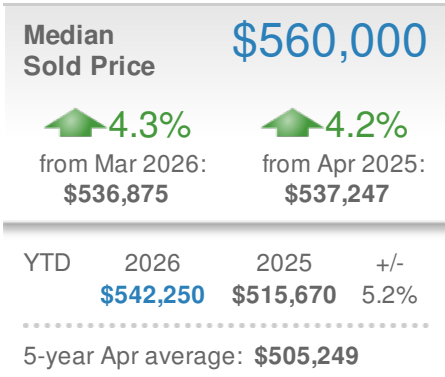 Median $560,000
Sold Price
4.3% 4.2%
from Mar 2026: from Apr 2025:
$536,875 $537,247
YTD 2026 2025 +/-
$542,250 $515,670 5.2%
5-year Apr average: $505,249